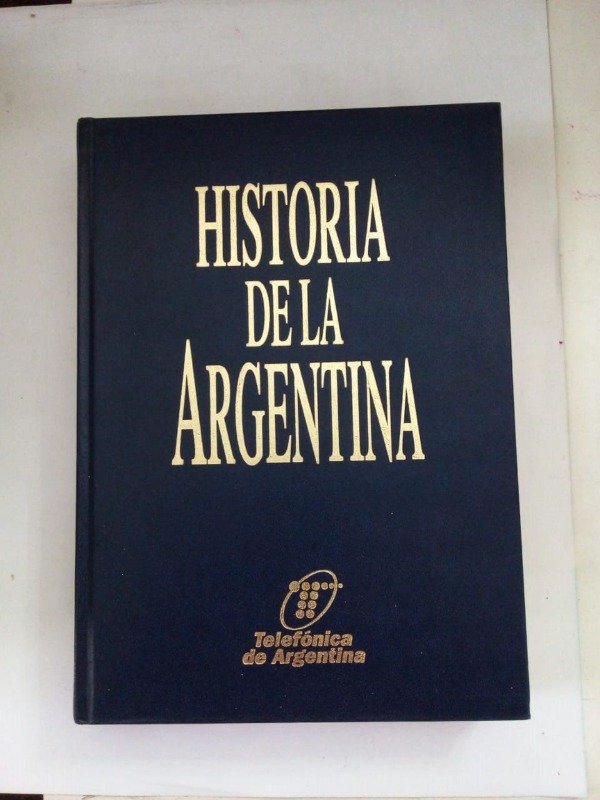 HISTORIA
DE LA
ARGENTINA
Telefónica
de Argentina